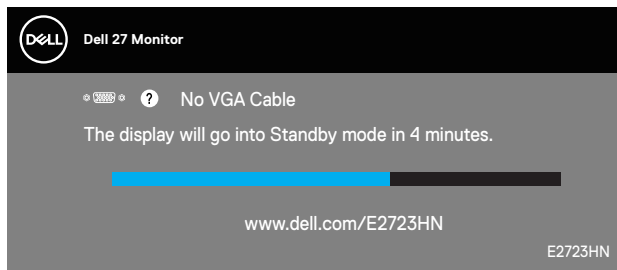 DELL
Dell 27 Monitor
? No VGA Cable
The display will go into Standby mode in 4 minutes.
www.dell.com/E2723HN
E2723HN